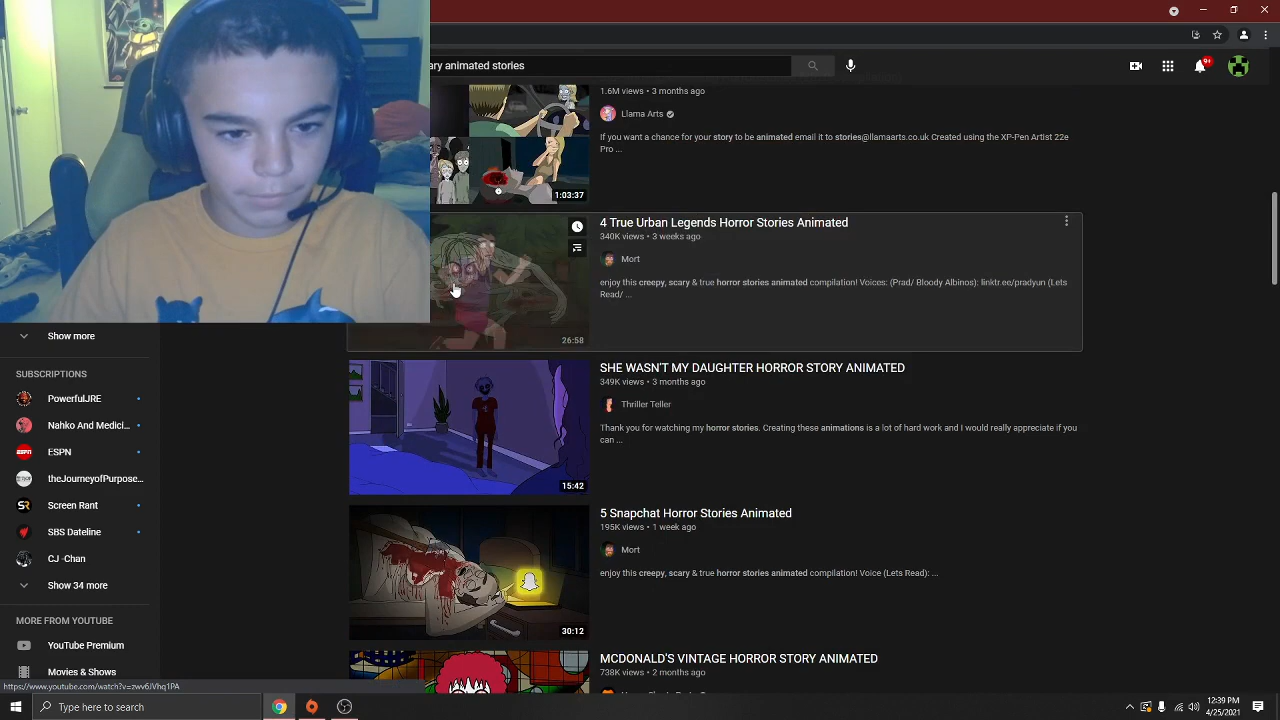 ary animated stories
9+
1.6M views • 3 months ago
Llama Arts
If you want a chance for your story to be animated email it to stories@llamaarts.co.uk Created using the XP-Pen Artist 22e
Pro ...
1:03:37
4 True Urban Legends Horror Stories Animated
340K views • 3 weeks ago
Mort
enjoy this creepy, scary & true horror stories animated compilation! Voices: (Prad/ Bloody Albinos): linktr.ee/pradyun (Lets
Read/ ...
26:58
Show more
SUBSCRIPTIONS
PowerfulJRE
Nahko And Medici...
ESPN
theJourneyofPurpose...
Screen Rant
SBS Dateline
CJ -Chan
Show 34 more
MORE FROM YOUTUBE
YouTube Premium
Movies & Shows
SHE WASN'T MY DAUGHTER HORROR STORY ANIMATED
349K views • 3 months ago
Thriller Teller
Thank you for watching my horror stories. Creating these animations is a lot of hard work and I would really appreciate if you
can ...
15:42
5 Snapchat Horror Stories Animated
195K views • 1 week ago
Mort
enjoy this creepy, scary & true horror stories animated compilation! Voice (Lets Read): ...
30:12
MCDONALD'S VINTAGE HORROR STORY ANIMATED
738K views • 2 months ago
https://www.youtube.com/watch?v=zwv6JVhq1PA
Type here to search
12:39 PM
4/25/2021